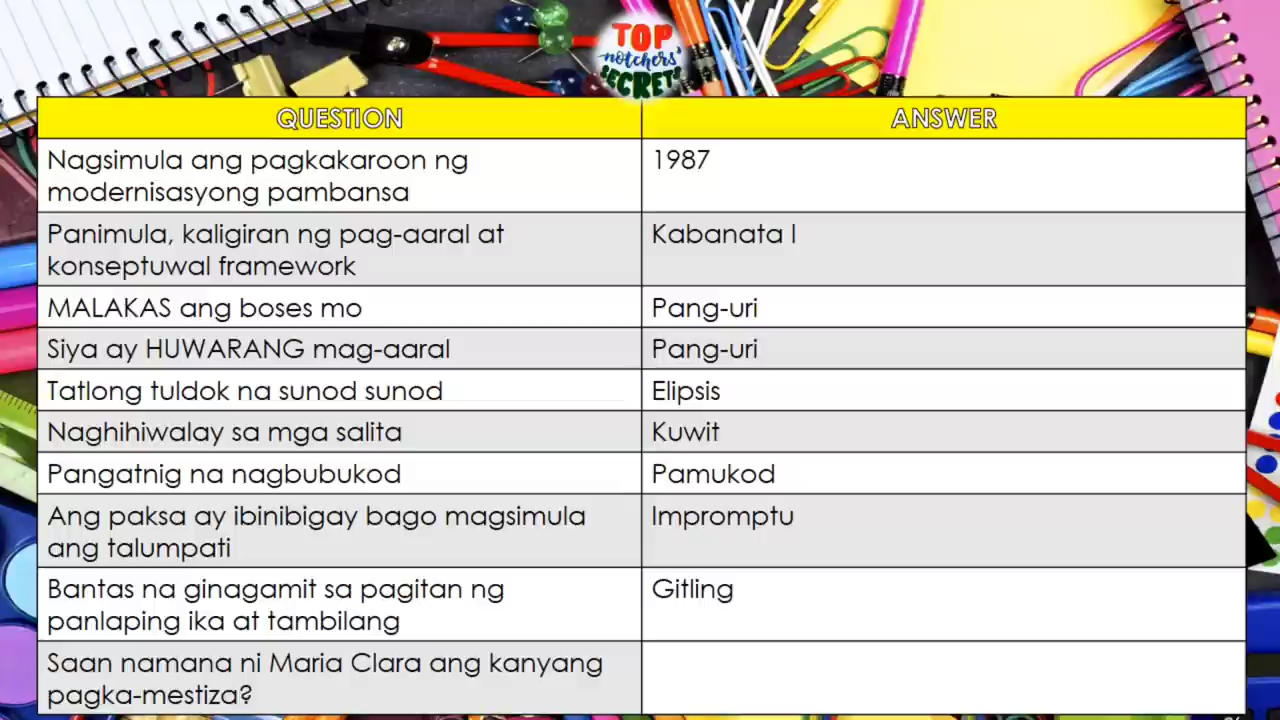 TOP
notchers'
SECRETS
QUESTION
ANSWER
Nagsimula ang pagkakaroon ng
modernisasyong pambansa
1987
Panimula, kaligiran ng pag-aaral at
konseptuwal framework
Kabanata I
MALAKAS ang boses mo
Pang-uri
Siya ay HUWARANG mag-aaral
Pang-uri
Tatlong tuldok na sunod sunod
Elipsis
Naghihiwalay sa mga salita
Kuwit
Pangatnig na nagbubukod
Pamukod
Ang paksa ay ibinibigay bago magsimula
ang talumpati
Impromptu
Bantas na ginagamit sa pagitan ng
panlaping ika at tambilang
Gitling
Saan namana ni Maria Clara ang kanyang
pagka-mestiza?